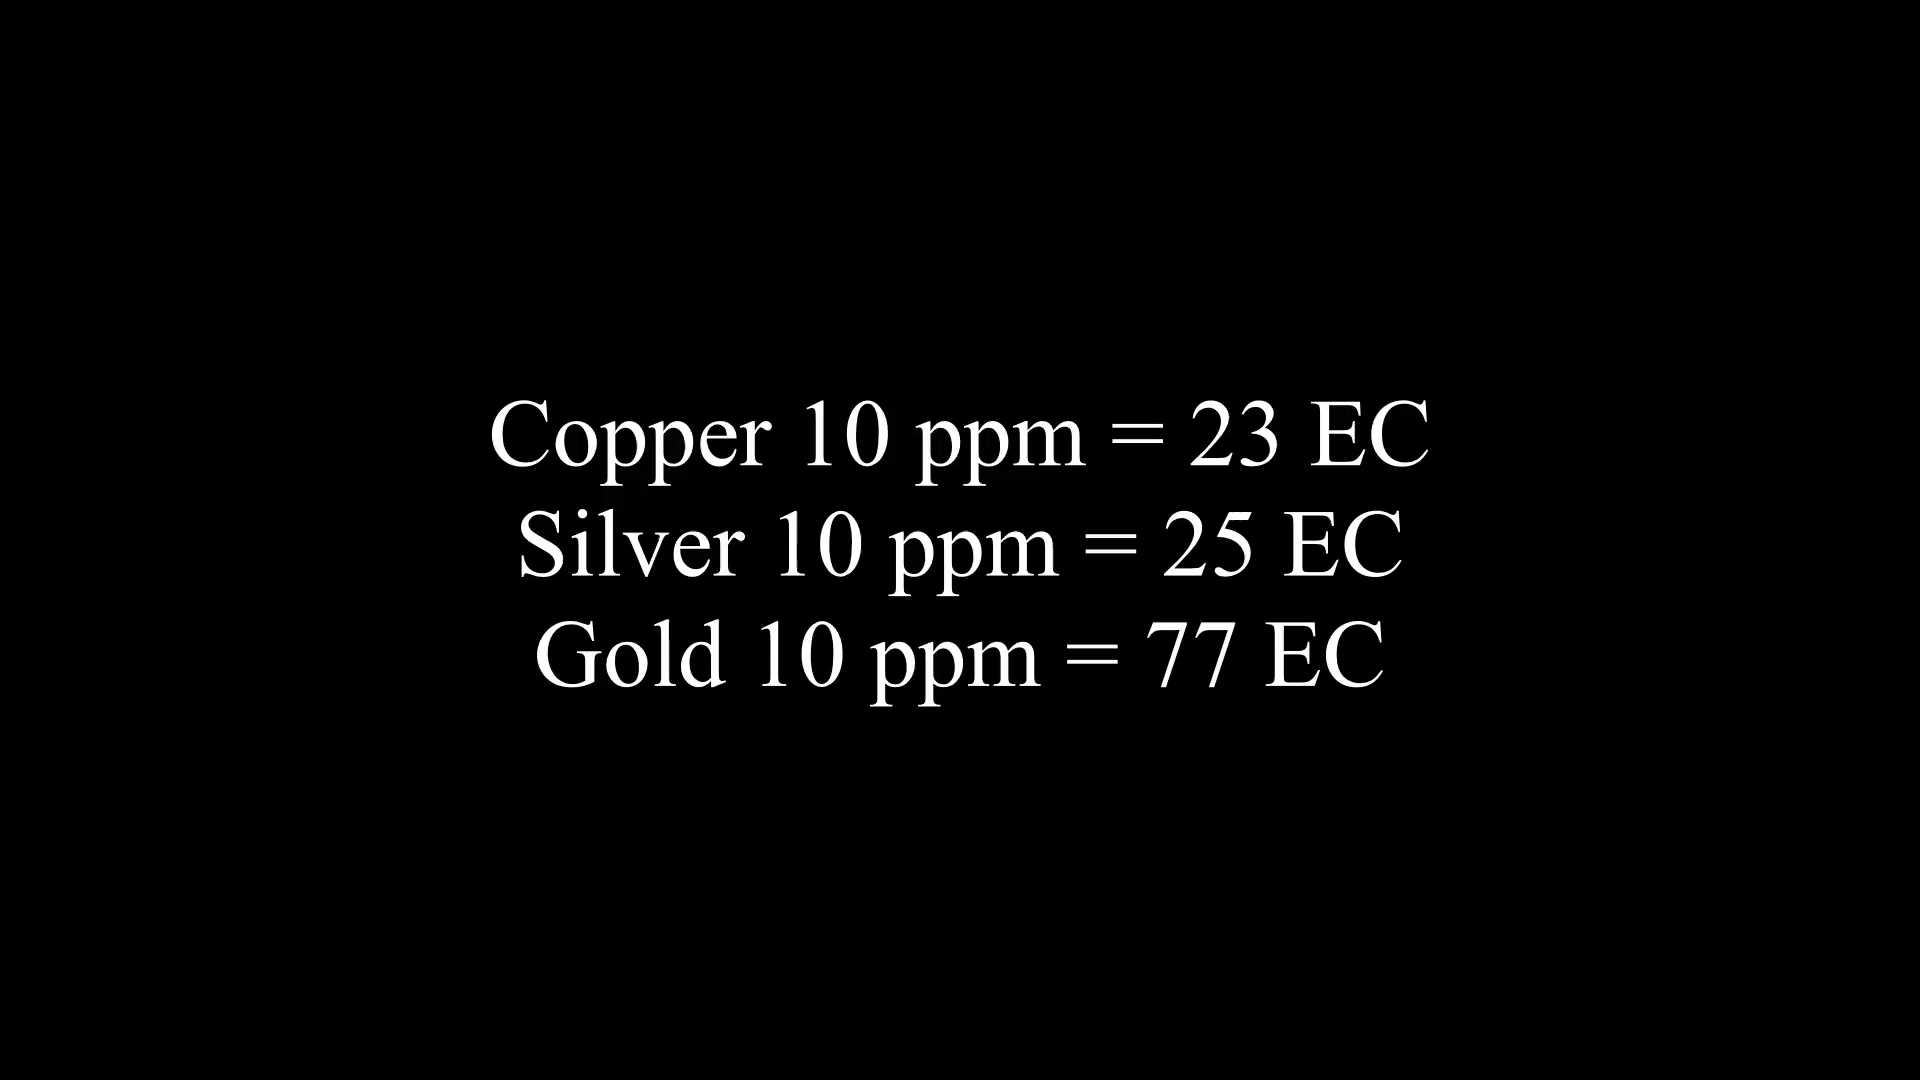 Copper 10 ppm = 23 EC
Silver 10 ppm = 25 EC
Gold 10 ppm = 77 EC